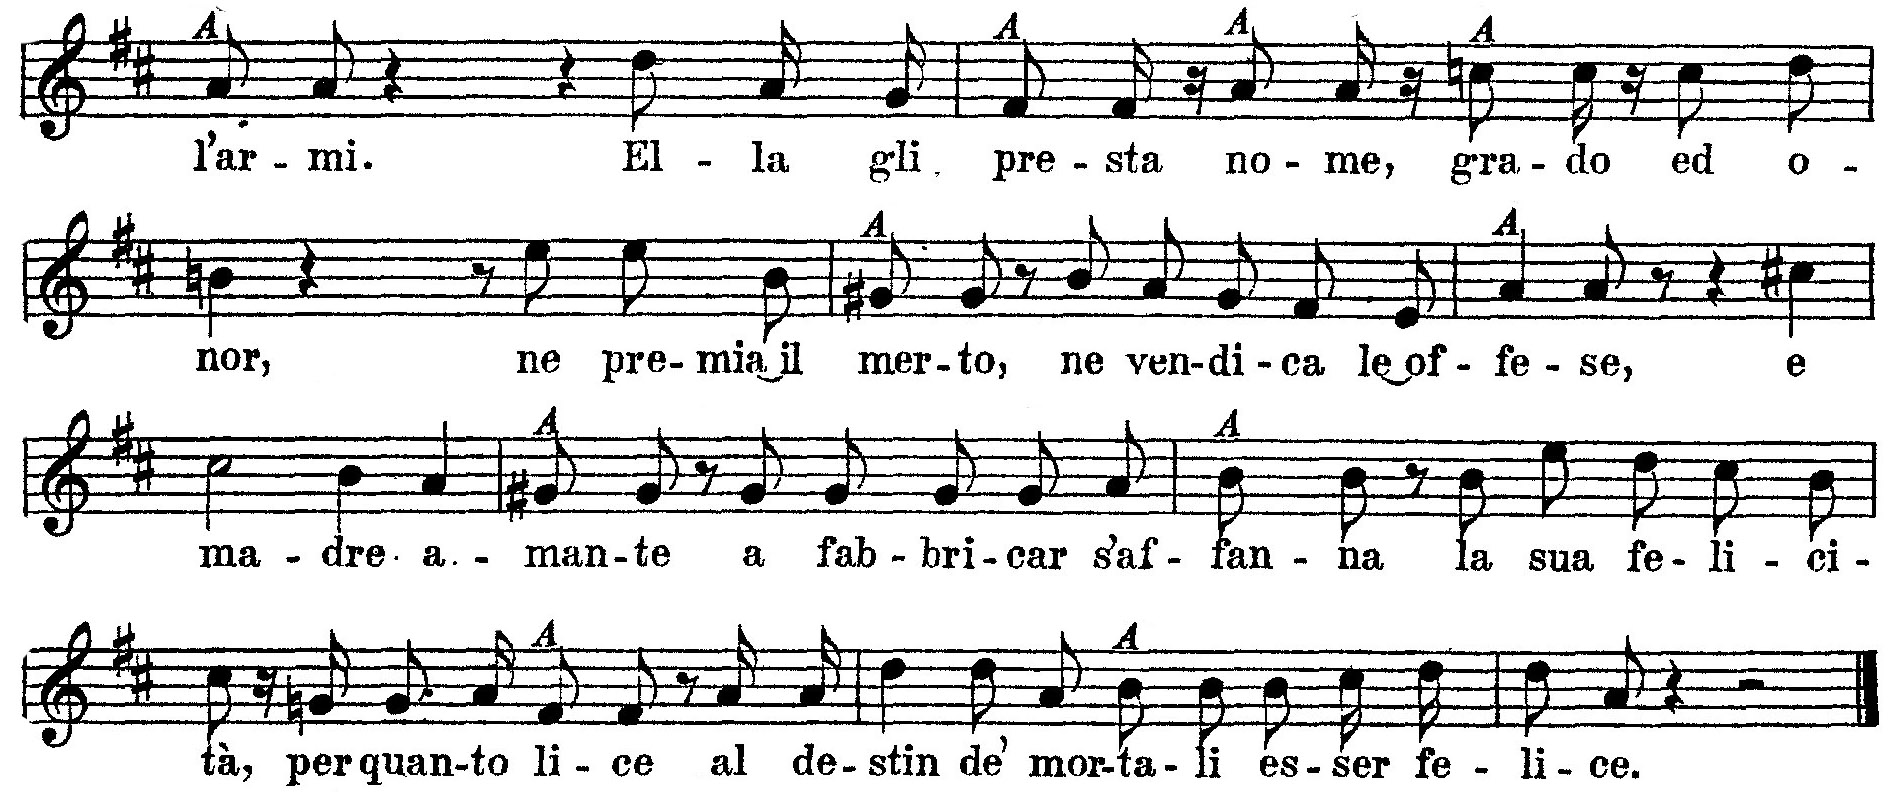 A A A A
l'ar - mi. El - la gli pre - sta no - me, gra - do ed o -
A A
nor, ne pre - mia il mer - to, ne ven - di - ca le of - fe - se, e
A A
ma - dre a - man - te a fab - bri - car s'af - fan - na la sua fe - li - ci -
A A
tà, per quan - to li - ce al de - stin de' mor - ta - li es - ser fe - li - ce.